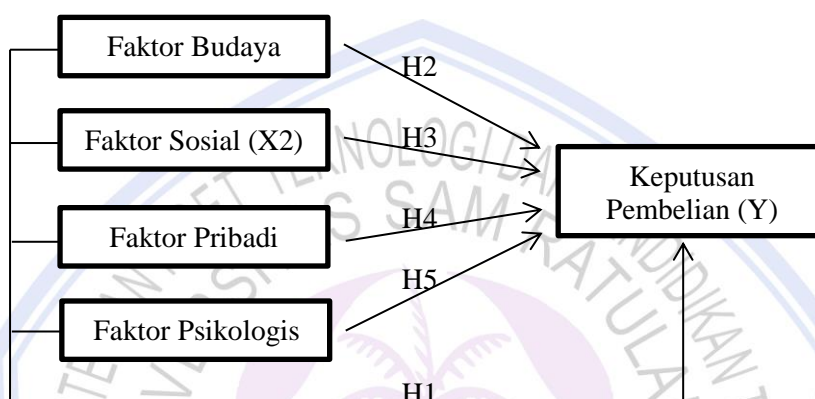 Faktor Budaya
H2
Faktor Sosial (X2)
H3
Keputusan
Pembelian (Y)
Faktor Pribadi
H4
H5
Faktor Psikologis
H1